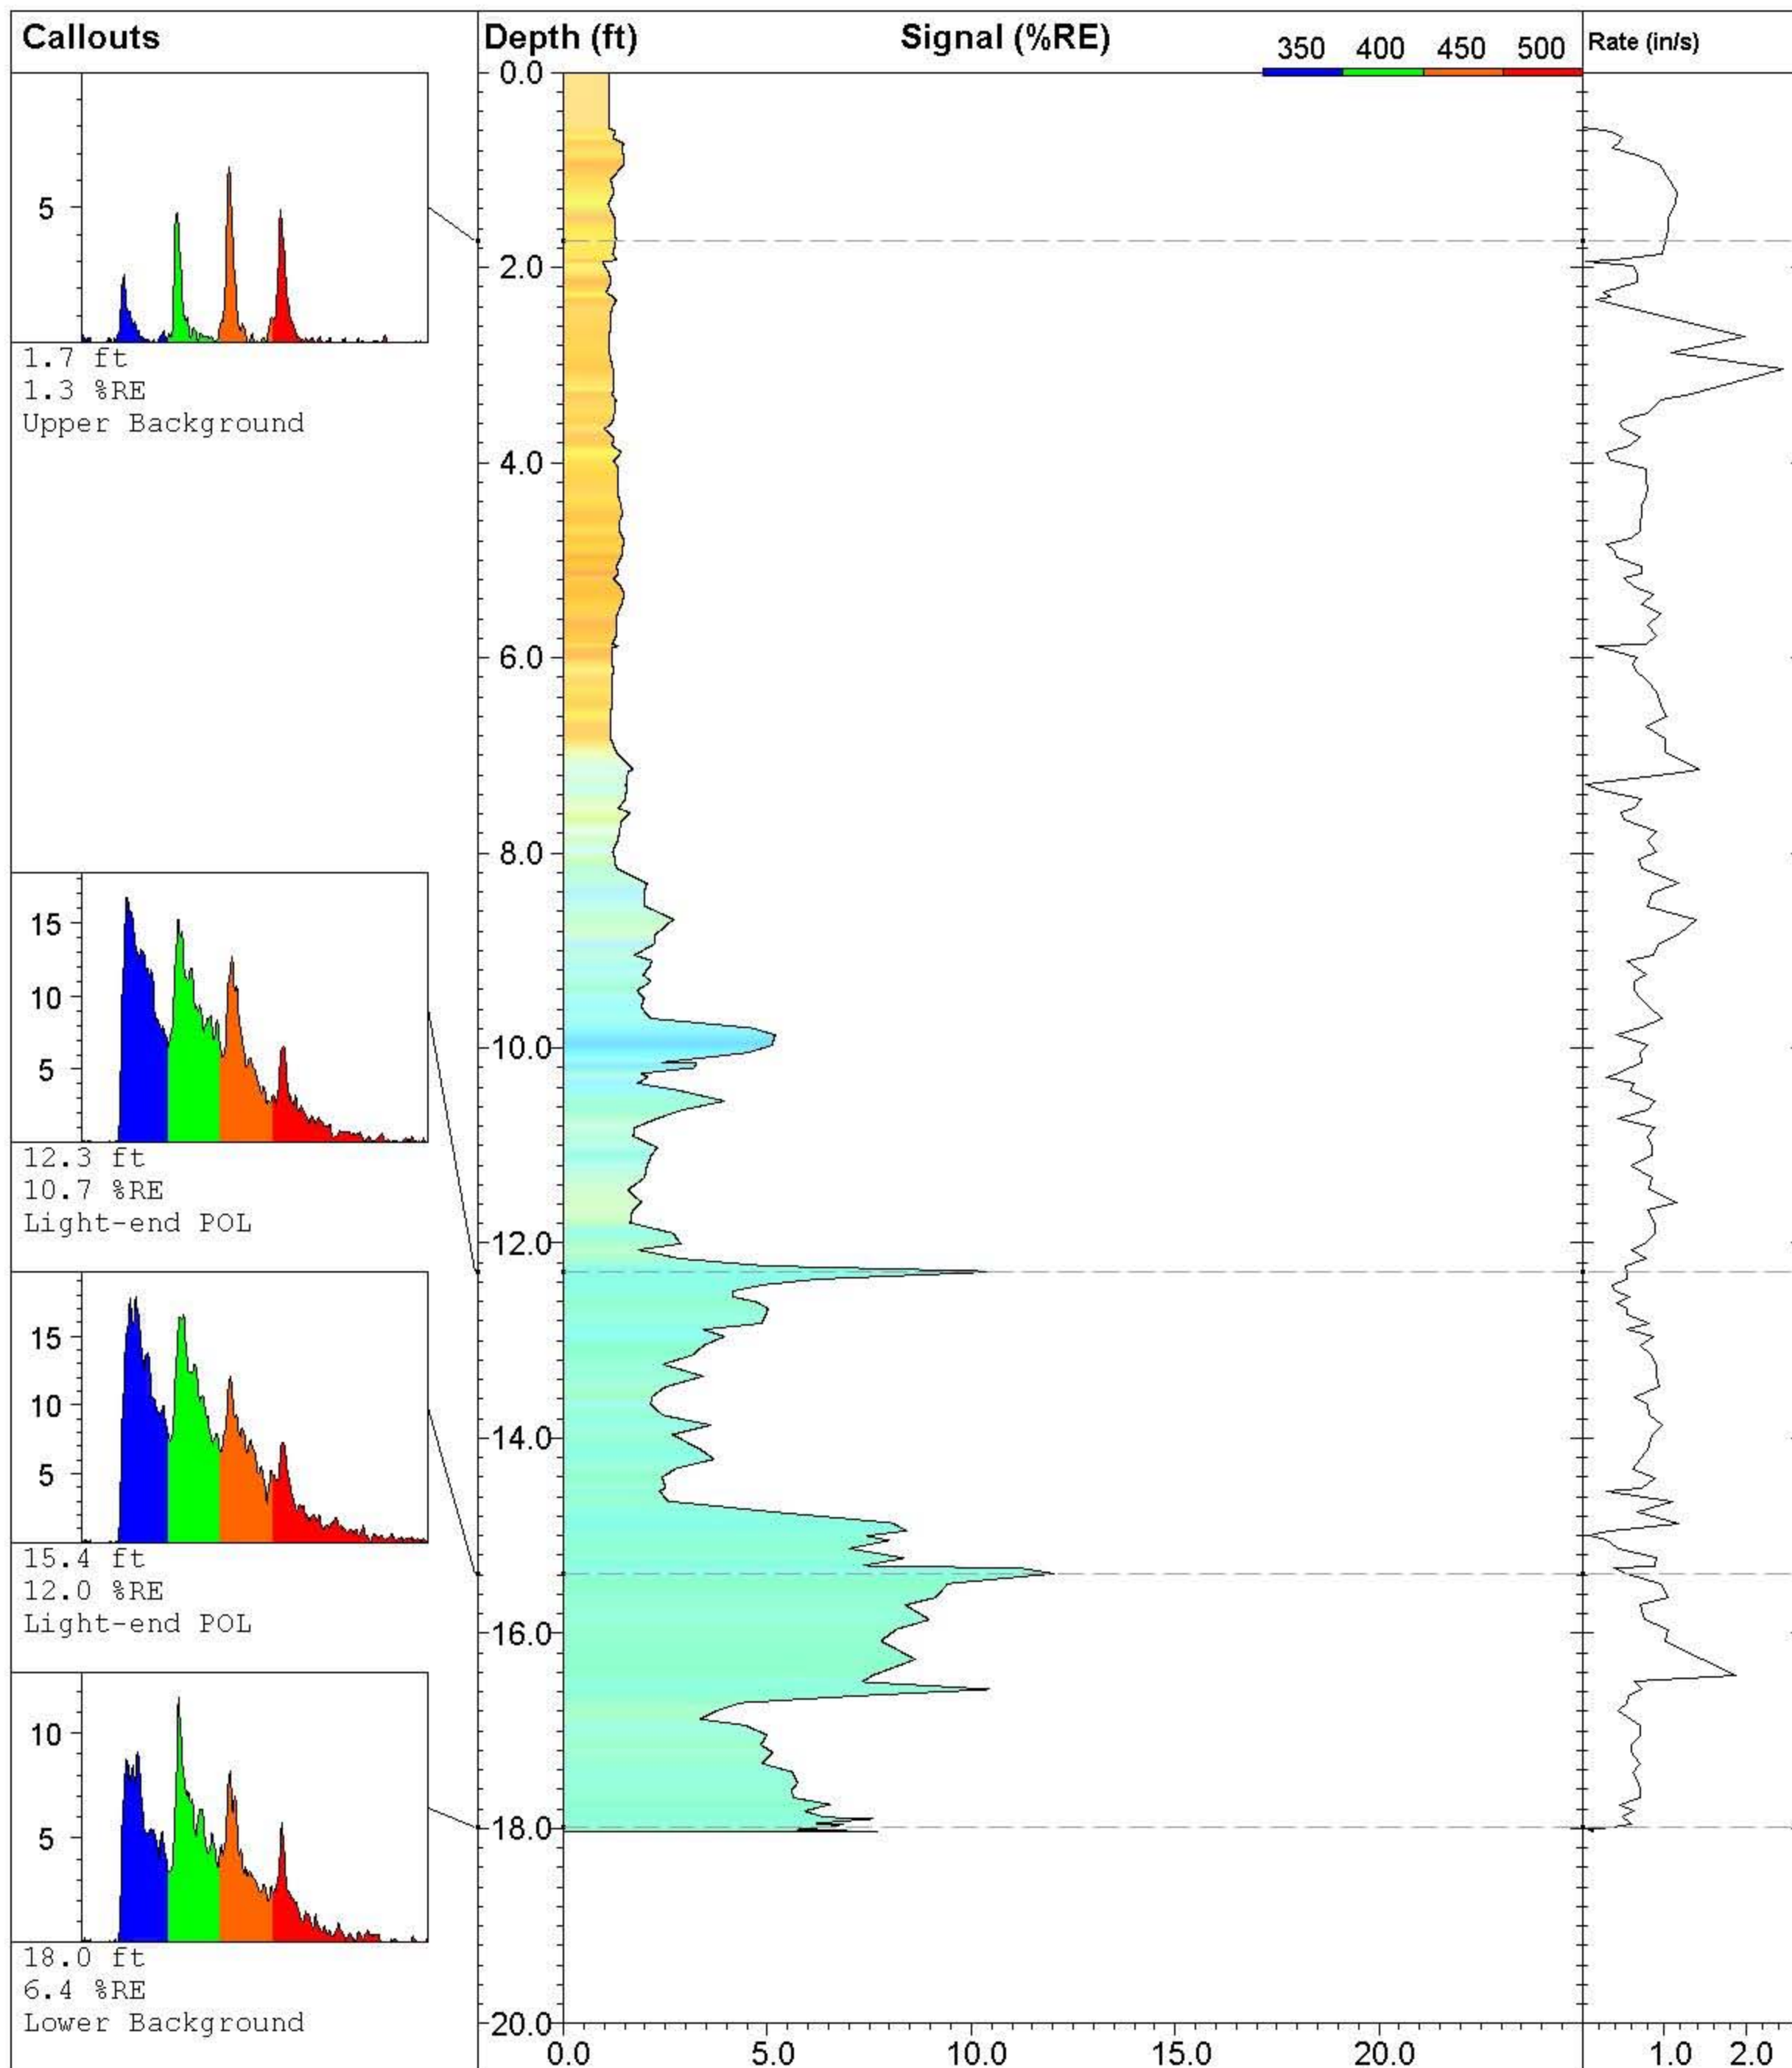 Callouts
Depth (ft)
Signal (%RE)
350 400 450 500
Rate (in/s)
5
1.7 ft
1.3 %RE
Upper Background
15
10
5
12.3 ft
10.7 %RE
Light-end POL
15
10
5
15.4 ft
12.0 %RE
Light-end POL
10
5
18.0 ft
6.4 %RE
Lower Background
0.0
2.0
4.0
6.0
8.0
10.0
12.0
14.0
16.0
18.0
20.0
0.0 5.0 10.0 15.0 20.0
1.0 2.0